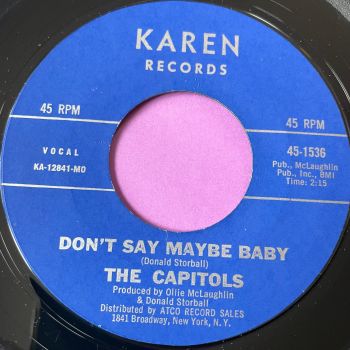 KAREN
RECORDS
45 RPM
45 RPM
VOCAL
KA-12841-MO
45-1536
Pub., McLaughlin
Pub., Inc., BMI
Time: 2:15
DON'T SAY MAYBE BABY
(Donald Storball)
THE CAPITOLS
Produced by Ollie McLaughlin
& Donald Storball
Distributed by ATCO RECORD SALES
1841 Broadway, New York, N.Y.